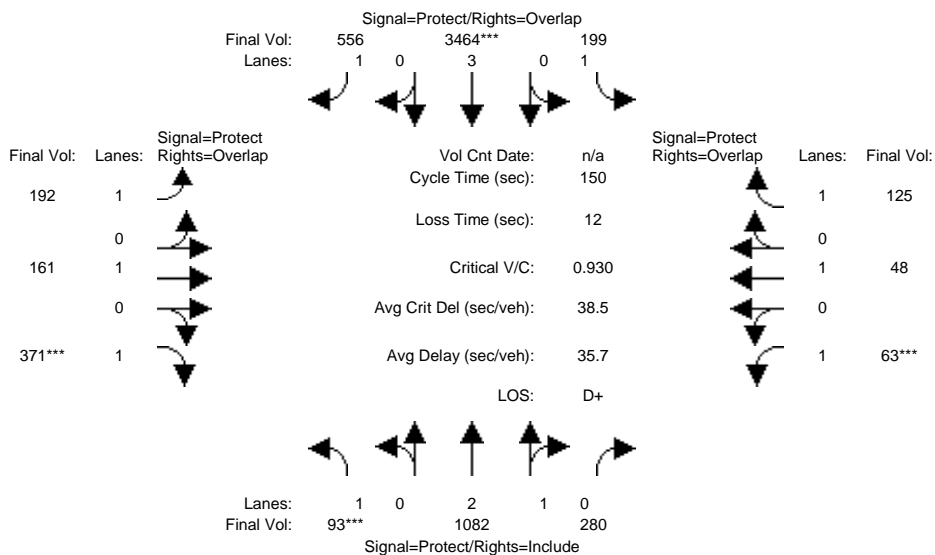 Signal=Protect/Rights=Overlap
Final Vol: 556 3464*** 199
Lanes: 1 0 3 0 1
Signal=Protect
Final Vol: Lanes: Rights=Overlap
Vol Cnt Date: n/a
Signal=Protect
Rights=Overlap Lanes: Final Vol:
Cycle Time (sec): 150
192 1
1 125
Loss Time (sec): 12
0
0
161 1
Critical V/C: 0.930
1 48
0
Avg Crit Del (sec/veh): 38.5
0
371*** 1
Avg Delay (sec/veh): 35.7
1 63***
LOS: D+
Lanes: 1 0 2 1 0
Final Vol: 93*** 1082 280
Signal=Protect/Rights=Include